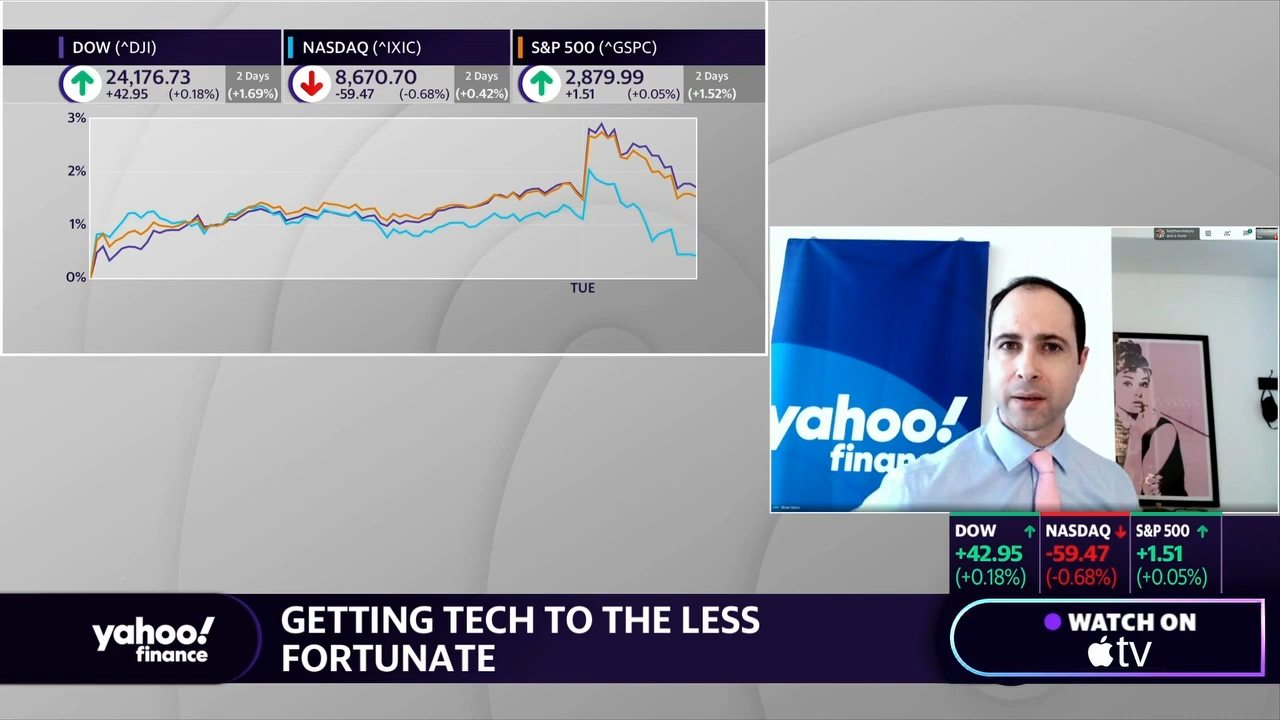 DOW (^DJI)
24,176.73
+42.95 (+0.18%)
2 Days
(+1.69%)
NASDAQ (^IXIC)
8,670.70
-59.47 (-0.68%)
2 Days
(+0.42%)
S&P 500 (^GSPC)
2,879.99
+1.51 (+0.05%)
2 Days
(+1.52%)
3%
2%
1%
0%
TUE
yahoo!
finan
DOW
+42.95
(+0.18%)
NASDAQ
-59.47
(-0.68%)
S&P 500
+1.51
(+0.05%)
yahoo!
finance
GETTING TECH TO THE LESS
FORTUNATE
WATCH ON
tv